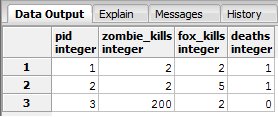 Data Output Explain Messages History
pid zombie_kills fox_kills deaths
integer integer integer integer
1 1 2 2 1
2 2 2 5 1
3 3 200 2 0